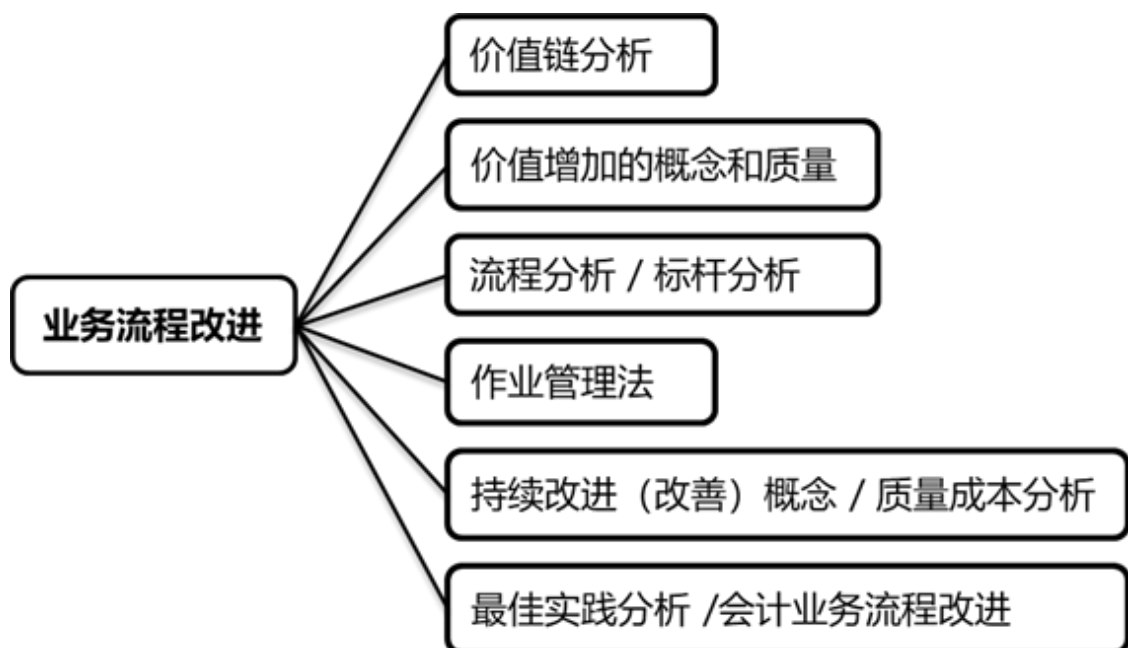 价值链分析
价值增加的概念和质量
流程分析 / 标杆分析
业务流程改进
作业管理法
持续改进（改善）概念 / 质量成本分析
最佳实践分析 /会计业务流程改进